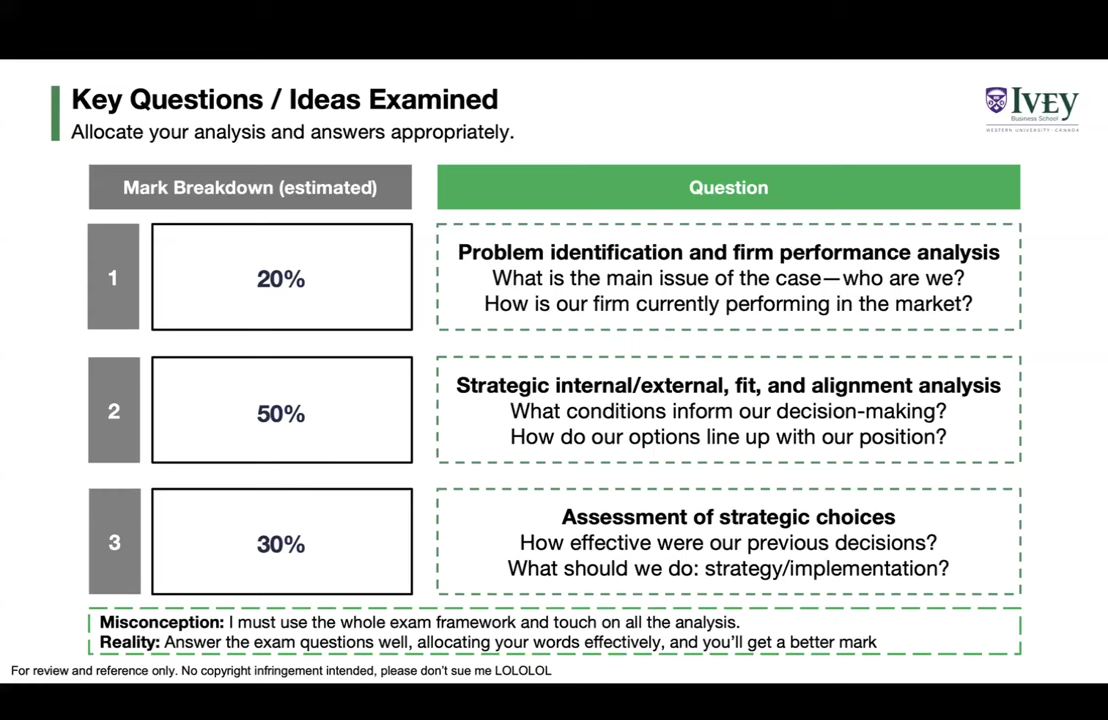 Key Questions / Ideas Examined
Allocate your analysis and answers appropriately.
IVEY
Business School
WESTERN UNIVERSITY · CANADA
Mark Breakdown (estimated)
Question
1
20%
Problem identification and firm performance analysis
What is the main issue of the case—who are we?
How is our firm currently performing in the market?
2
50%
Strategic internal/external, fit, and alignment analysis
What conditions inform our decision-making?
How do our options line up with our position?
3
30%
Assessment of strategic choices
How effective were our previous decisions?
What should we do: strategy/implementation?
Misconception: I must use the whole exam framework and touch on all the analysis.
Reality: Answer the exam questions well, allocating your words effectively, and you’ll get a better mark
For review and reference only. No copyright infringement intended, please don’t sue me LOLOLOL